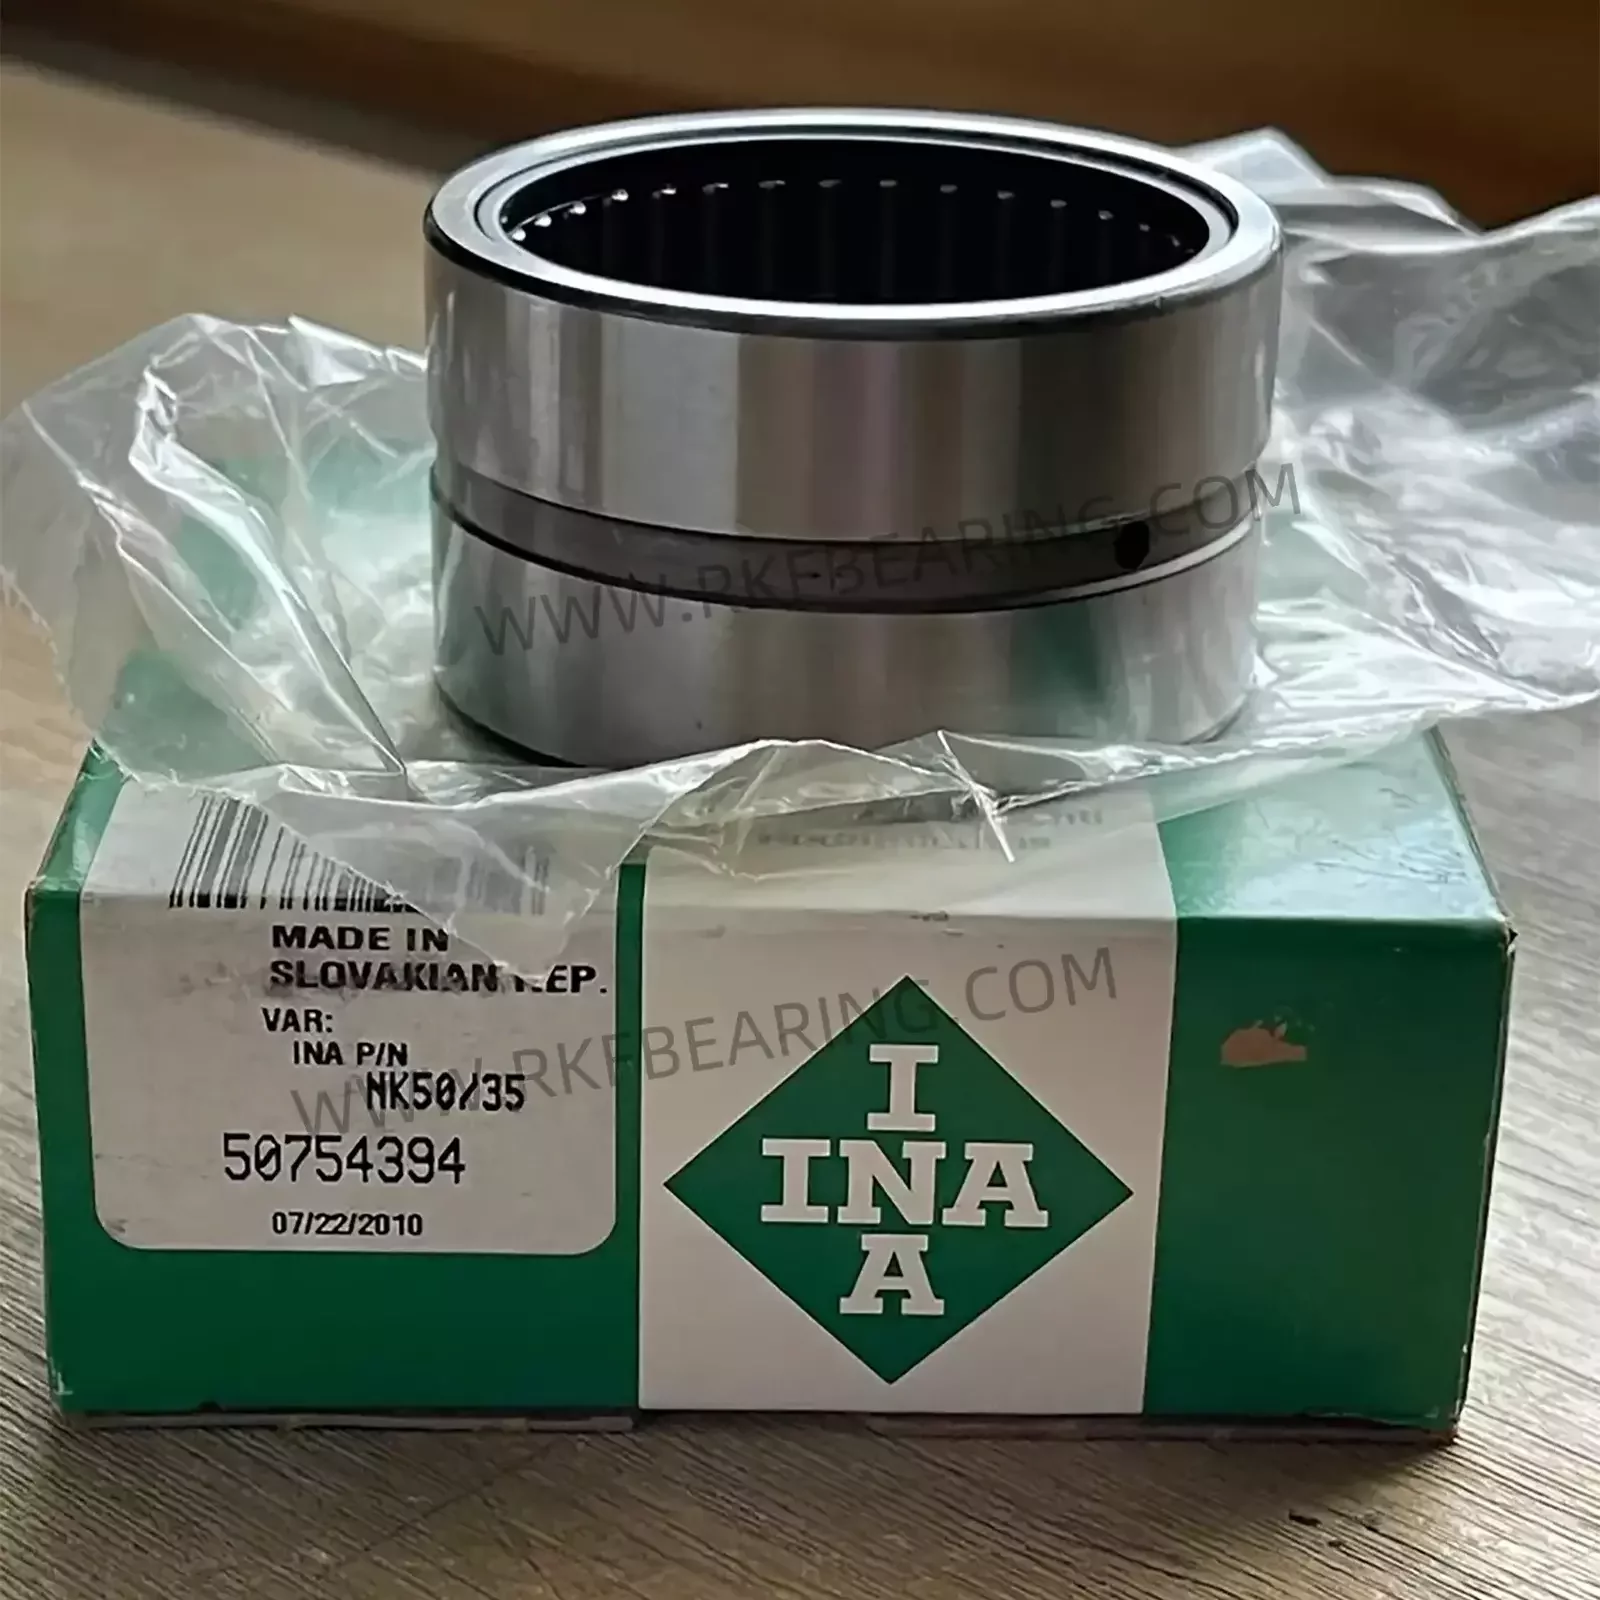 WWW.RKFBEARING.COM
MADE IN
SLOVAKIAN REP.
VAR:
INA P/N
NK50/35
50754394
07/22/2010
WWW.RKFBEARING.COM
I
INA
A